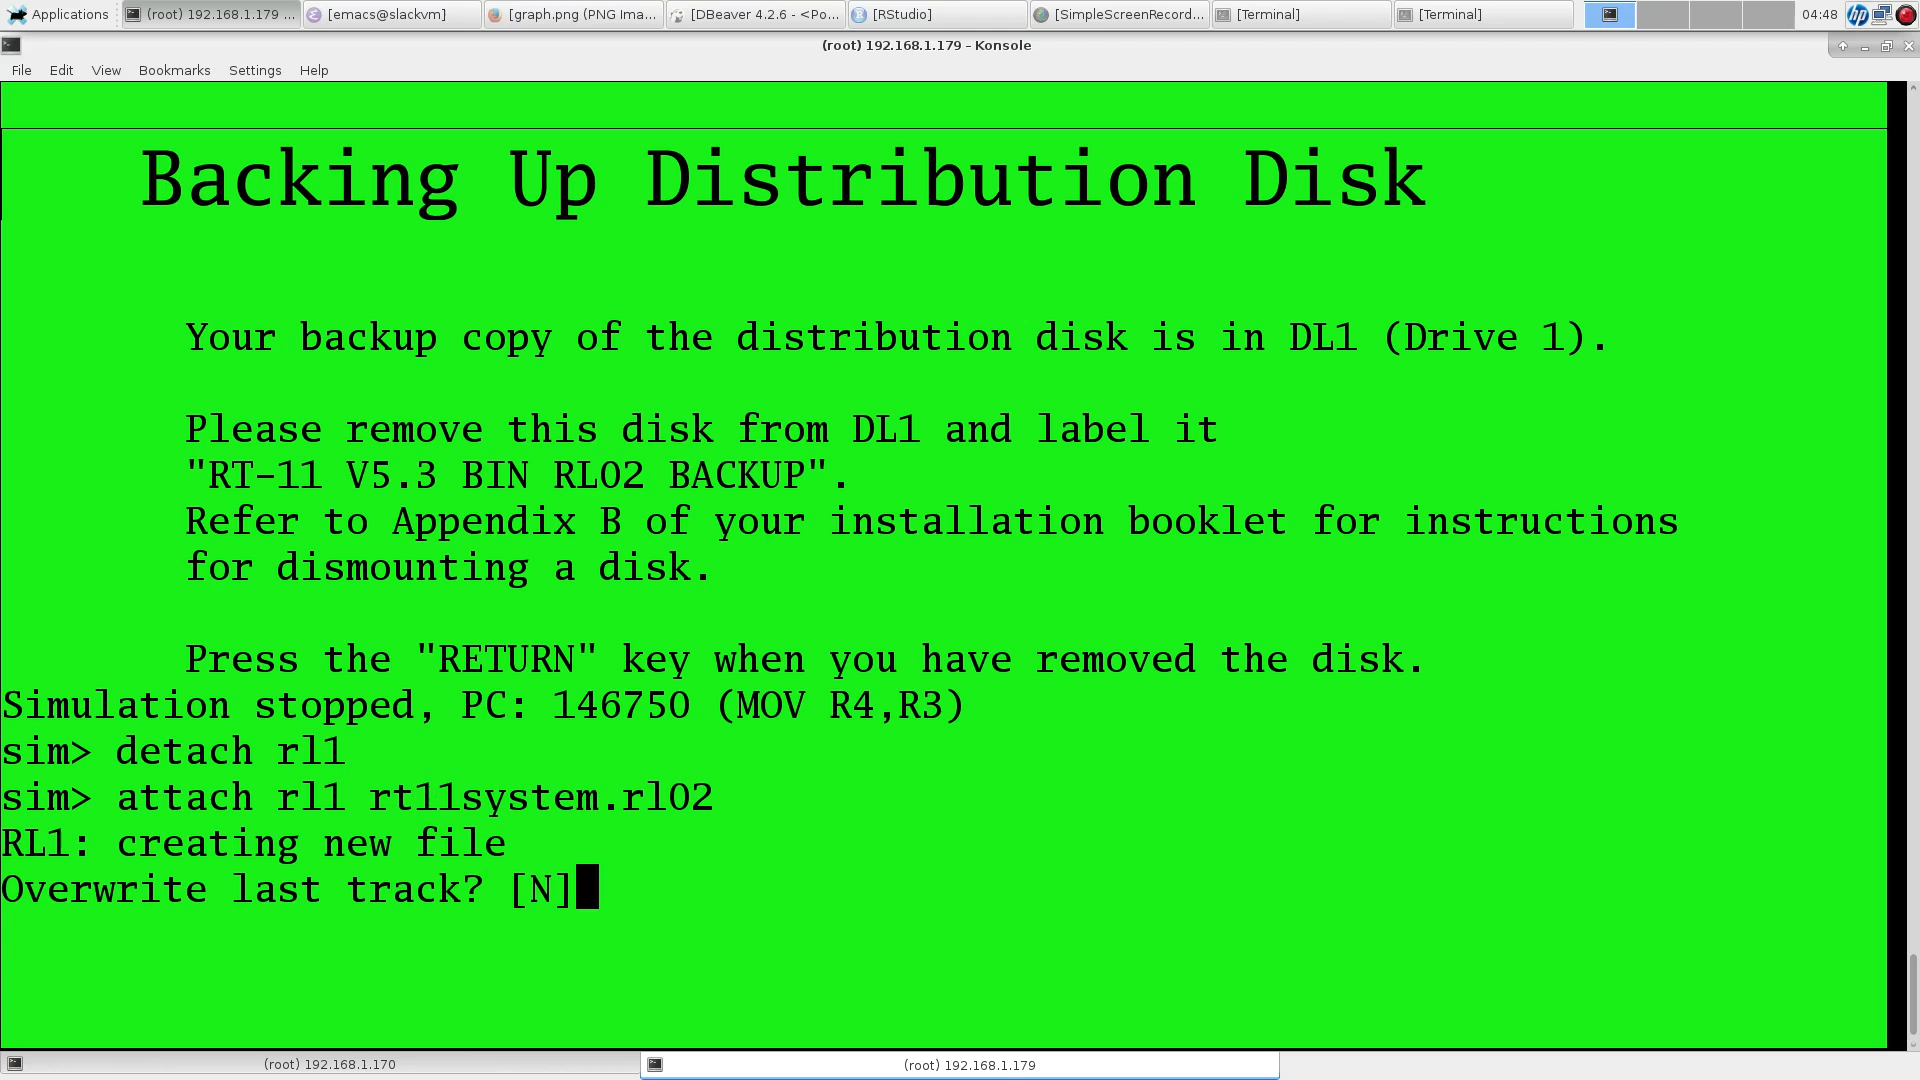 Applications
(root) 192.168.1.179 ...
[emacs@slackvm]
[graph.png (PNG Ima...
[DBeaver 4.2.6 - <Po...
[RStudio]
[SimpleScreenRecord...
[Terminal]
[Terminal]
04:48
hp
(root) 192.168.1.179 - Konsole
File Edit View Bookmarks Settings Help
Backing Up Distribution Disk
Your backup copy of the distribution disk is in DL1 (Drive 1).
Please remove this disk from DL1 and label it
"RT-11 V5.3 BIN RL02 BACKUP".
Refer to Appendix B of your installation booklet for instructions
for dismounting a disk.
Press the "RETURN" key when you have removed the disk.
Simulation stopped, PC: 146750 (MOV R4,R3)
sim> detach rl1
sim> attach rl1 rt11system.rl02
RL1: creating new file
Overwrite last track? [N]
(root) 192.168.1.170
(root) 192.168.1.179